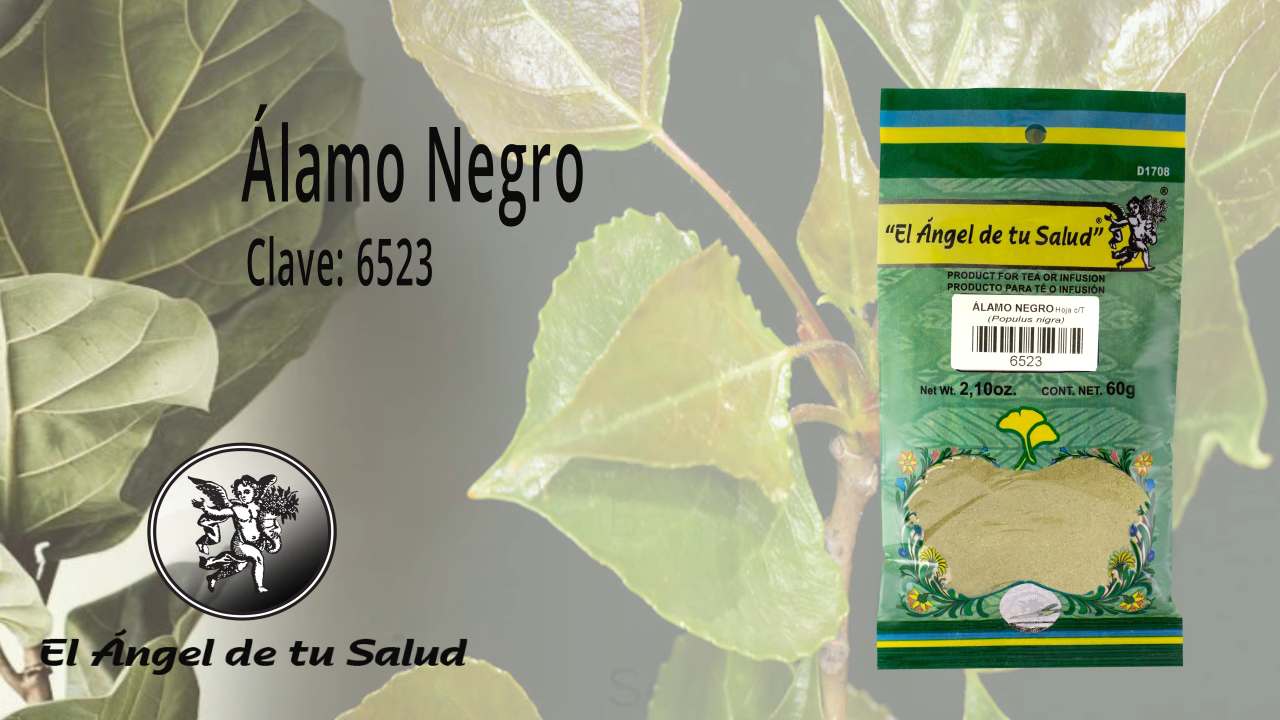 Álamo Negro
Clave: 6523
El Ángel de tu Salud
D1708
®
"El Ángel de tu Salud"®
PRODUCT FOR TEA OR INFUSION
PRODUCTO PARA TÉ O INFUSIÓN
ÁLAMO NEGRO Hoja c/T
(Populus nigra)
6523
Net Wt. 2,10oz. CONT. NET. 60g